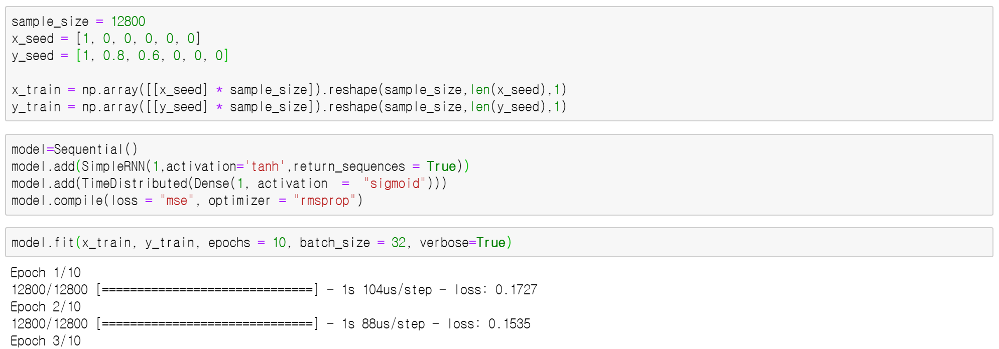 sample_size = 12800
x_seed = [1, 0, 0, 0, 0, 0]
y_seed = [1, 0.8, 0.6, 0, 0, 0]
x_train = np.array([[x_seed] * sample_size]).reshape(sample_size,len(x_seed),1)
y_train = np.array([[y_seed] * sample_size]).reshape(sample_size,len(y_seed),1)
model=Sequential()
model.add(SimpleRNN(1,activation='tanh',return_sequences = True))
model.add(TimeDistributed(Dense(1, activation  =  "sigmoid")))
model.compile(loss = "mse", optimizer = "rmsprop")
model.fit(x_train, y_train, epochs = 10, batch_size = 32, verbose=True)
Epoch 1/10
12800/12800 [==============================] - 1s 104us/step - loss: 0.1727
Epoch 2/10
12800/12800 [==============================] - 1s 88us/step - loss: 0.1535
Epoch 3/10